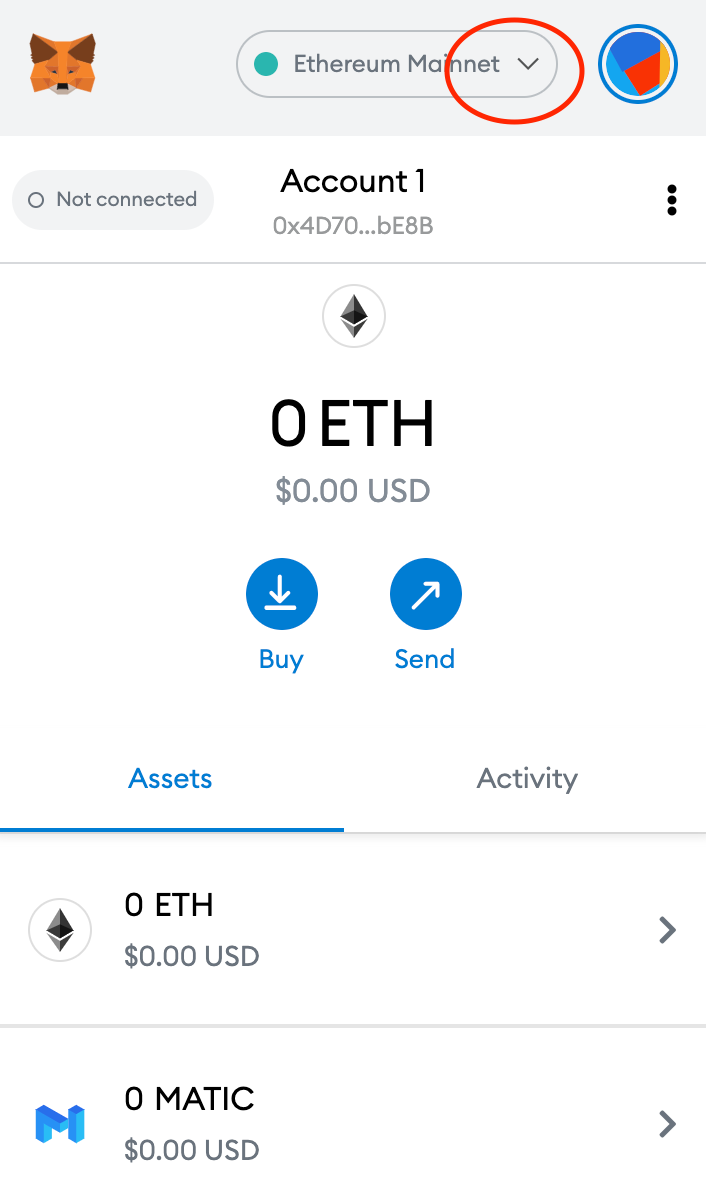 Ethereum Mainnet
Not connected
Account 1
0x4D70...bE8B
0 ETH
$0.00 USD
Buy
Send
Assets
Activity
0 ETH
$0.00 USD
0 MATIC
$0.00 USD